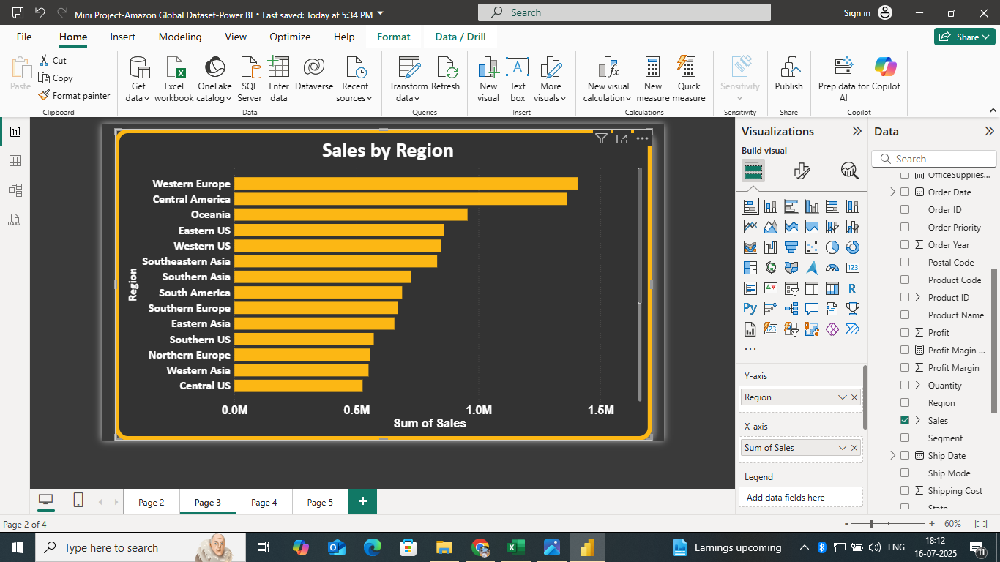 Mini Project-Amazon Global Dataset-Power BI • Last saved: Today at 5:34 PM
Search
Sign in
File
Home
Insert
Modeling
View
Optimize
Help
Format
Data / Drill
Share
Paste
Cut
Copy
Format painter
Clipboard
Get data
Excel workbook
OneLake catalog
SQL Server
Enter data
Dataverse
Recent sources
Data
Transform data
Refresh
Queries
New visual
Text box
More visuals
Insert
New visual calculation
New measure
Quick measure
Calculations
Sensitivity
Sensitivity
Publish
Share
Prep data for AI
Copilot
Copilot
Sales by Region
Region
Western Europe
Central America
Oceania
Eastern US
Western US
Southeastern Asia
Southern Asia
South America
Southern Europe
Eastern Asia
Southern US
Northern Europe
Western Asia
Central US
0.0M 0.5M 1.0M 1.5M
Sum of Sales
Visualizations
Build visual
123
R
Py
Y-axis
Region
X-axis
Sum of Sales
Legend
Add data fields here
Data
Search
OfficeSupplies...
Order Date
Order ID
Order Priority
Order Year
Postal Code
Product Code
Product ID
Product Name
Profit
Profit Magin ...
Profit Margin
Quantity
Region
Sales
Segment
Ship Date
Ship Mode
Shipping Cost
State
Page 2
Page 3
Page 4
Page 5
Page 2 of 4
60%
Type here to search
Earnings upcoming
ENG
18:12
16-07-2025
11